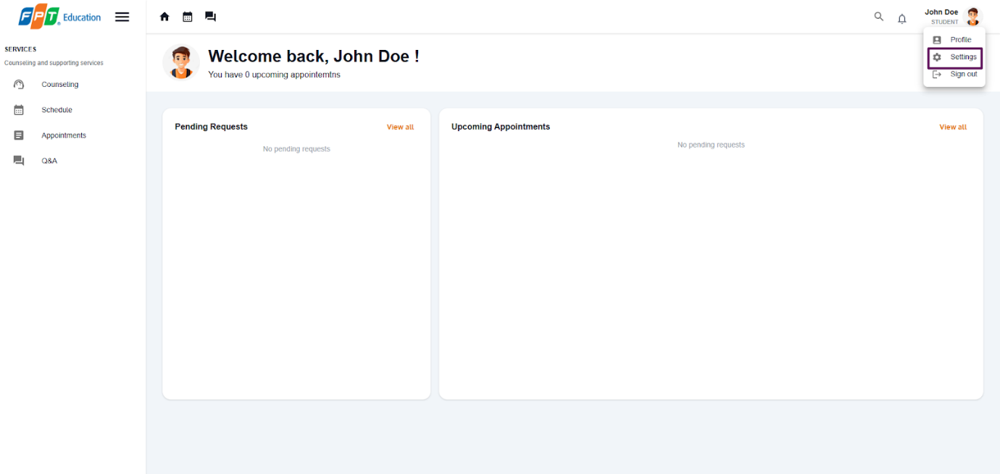 FPT Education
SERVICES
Counseling and supporting services
Counseling
Schedule
Appointments
Q&A
John Doe
STUDENT
Profile
Settings
Sign out
Welcome back, John Doe !
You have 0 upcoming appointemtns
Pending Requests
View all
No pending requests
Upcoming Appointments
View all
No pending requests